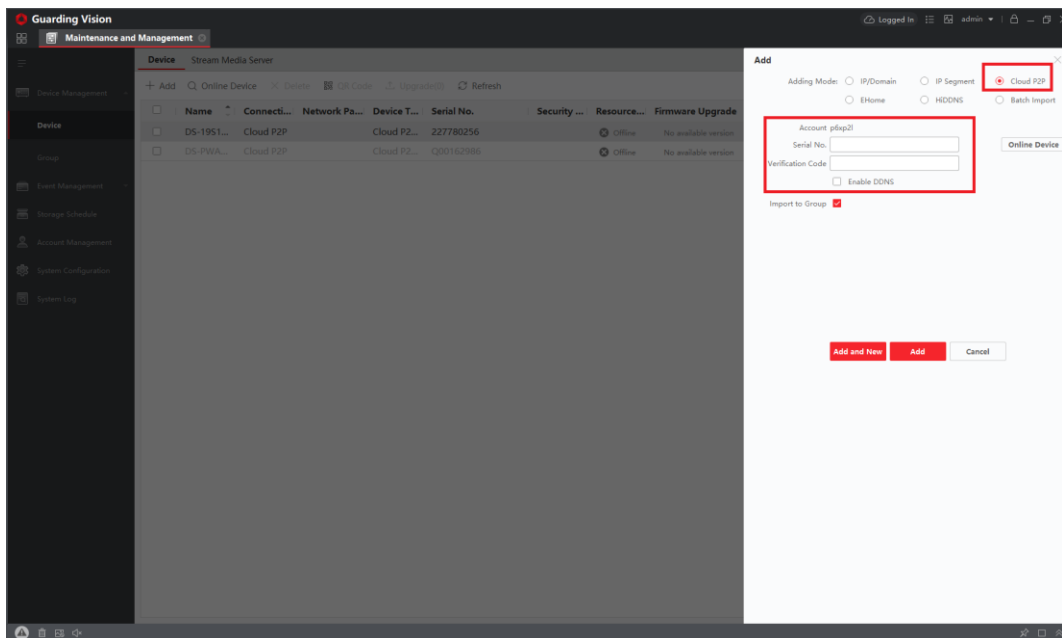 Guarding Vision
Logged In admin
Maintenance and Management
Device Stream Media Server
+ Add Online Device × Delete QR Code Upgrade(0) Refresh
Device Management
Device
Group
Event Management
Storage Schedule
Account Management
System Configuration
System Log
Name Connecti... Network Pa... Device T... Serial No. Security ... Resource... Firmware Upgrade
DS-19S1... Cloud P2P Cloud P2... 227780256 Offline No available version
DS-PWA... Cloud P2P Cloud P2... Q00162986 Offline No available version
Add
Adding Mode: IP/Domain IP Segment Cloud P2P
EHome HiDDNS Batch Import
Account p6xp2l
Serial No. Online Device
Verification Code
Enable DDNS
Import to Group
Add and New Add Cancel